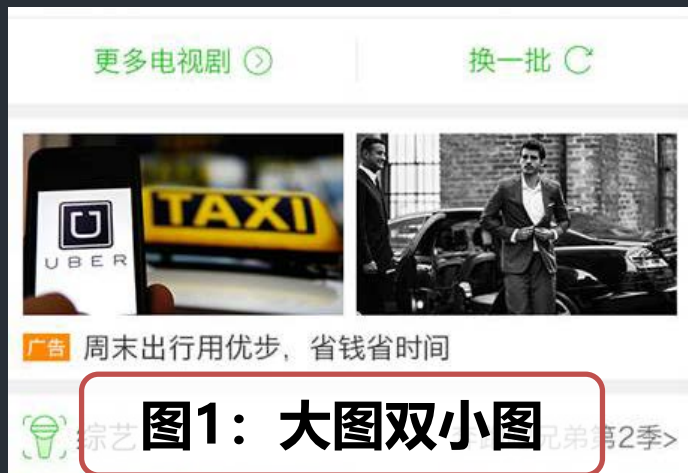 更多电视剧
换一批
TAXI
UBER
广告 周末出行用优步，省钱省时间
图1：大图双小图
综艺
兄弟第2季>